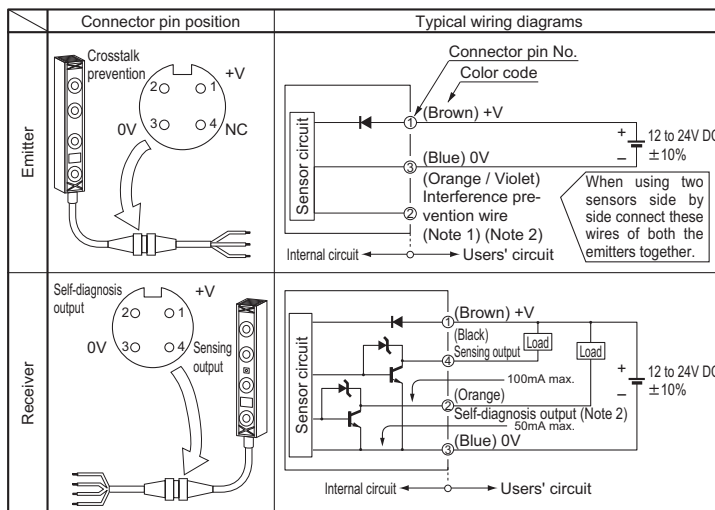 Connector pin position
Typical wiring diagrams
Emitter
Crosstalk
prevention
+V
2 1
3 4
0V
NC
Connector pin No.
Color code
Sensor circuit
1 (Brown) +V
3 (Blue) 0V
(Orange / Violet)
Interference pre-
vention wire
2
(Note 1) (Note 2)
+
−
12 to 24V DC
±10%
When using two
sensors side by
side connect these
wires of both the
emitters together.
Internal circuit
Users' circuit
Receiver
Self-diagnosis
output
+V
2 1
3 4
0V
Sensing
output
Sensor circuit
1 (Brown) +V
(Black)
4 Sensing output
Load
Load
100mA max.
(Orange)
2
Self-diagnosis output (Note 2)
50mA max.
3 (Blue) 0V
+
−
12 to 24V DC
±10%
Internal circuit
Users' circuit